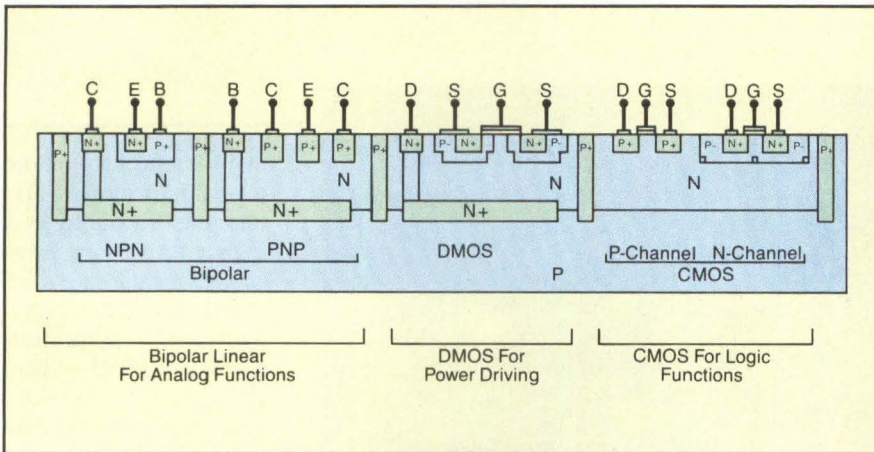 C E B B C E C D S G S D G S D G S
P+ N+ N+ P+ P+ N+ P+ P+ P+ P+ N+ P- N+ N+ P- P+ P+ P+ P- N+ N+ P- P+
N N N N
N+ N+ N+
NPN PNP DMOS P-Channel N-Channel
Bipolar P CMOS
Bipolar Linear
For Analog Functions
DMOS For
Power Driving
CMOS For Logic
Functions